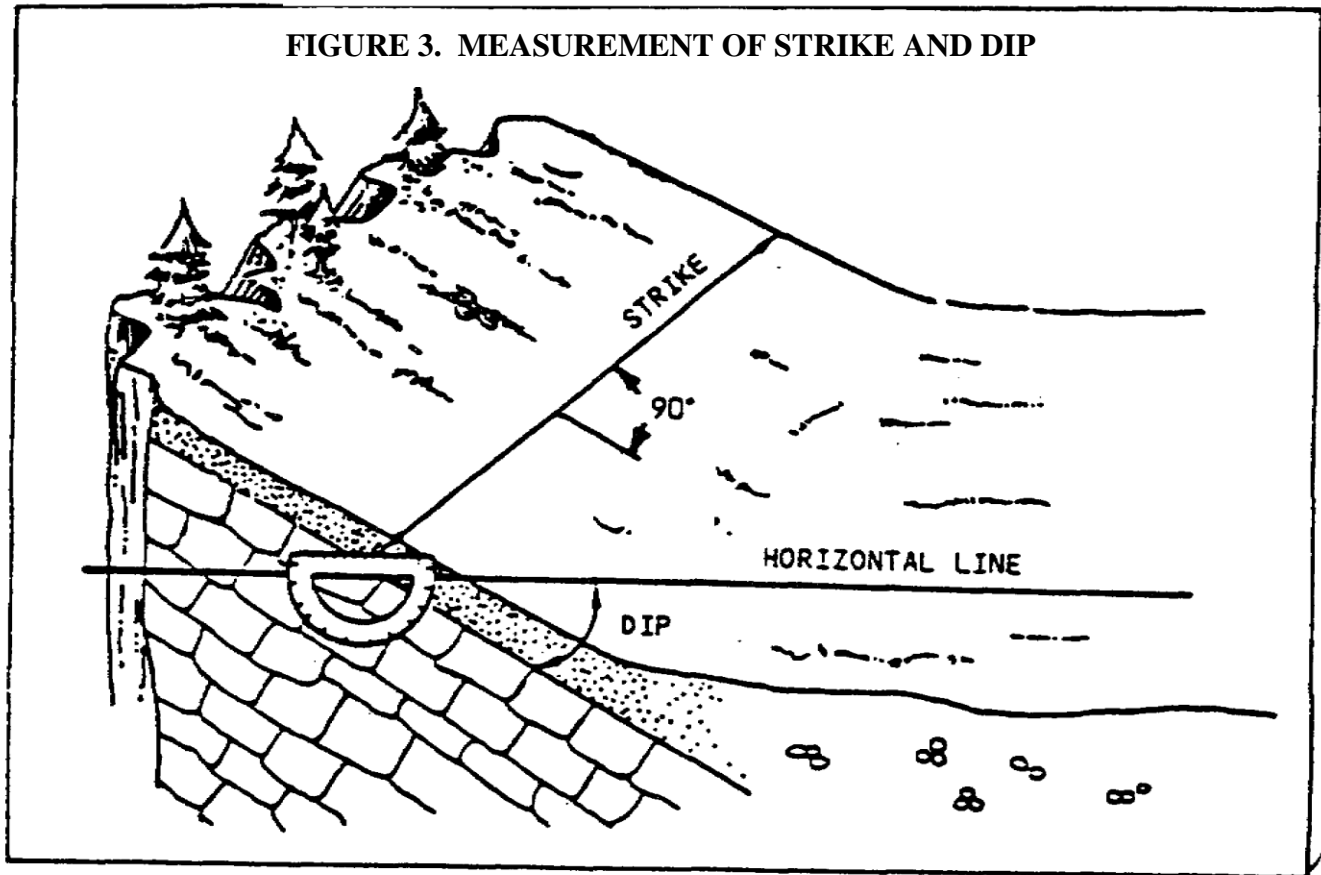 FIGURE 3. MEASUREMENT OF STRIKE AND DIP
STRIKE
90°
HORIZONTAL LINE
DIP